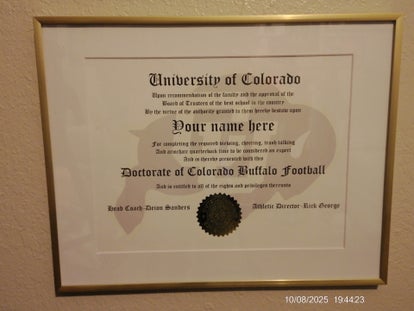 University of Colorado
Upon recommendation of the faculty and the approval of the
Board of Trustees of the best school in the country
By the virtue of the authority granted to them hereby bestow upon
Your name here
For completing the required viewing, cheering, trash talking
And armchair quarterback time to be considered an expert
And is hereby presented with this
Doctorate of Colorado Buffalo Football
And is entitled to all of the rights and privileges thereunto
Head Coach-Deion Sanders
Athletic Director-Rick George
10/08/2025 19:44:23